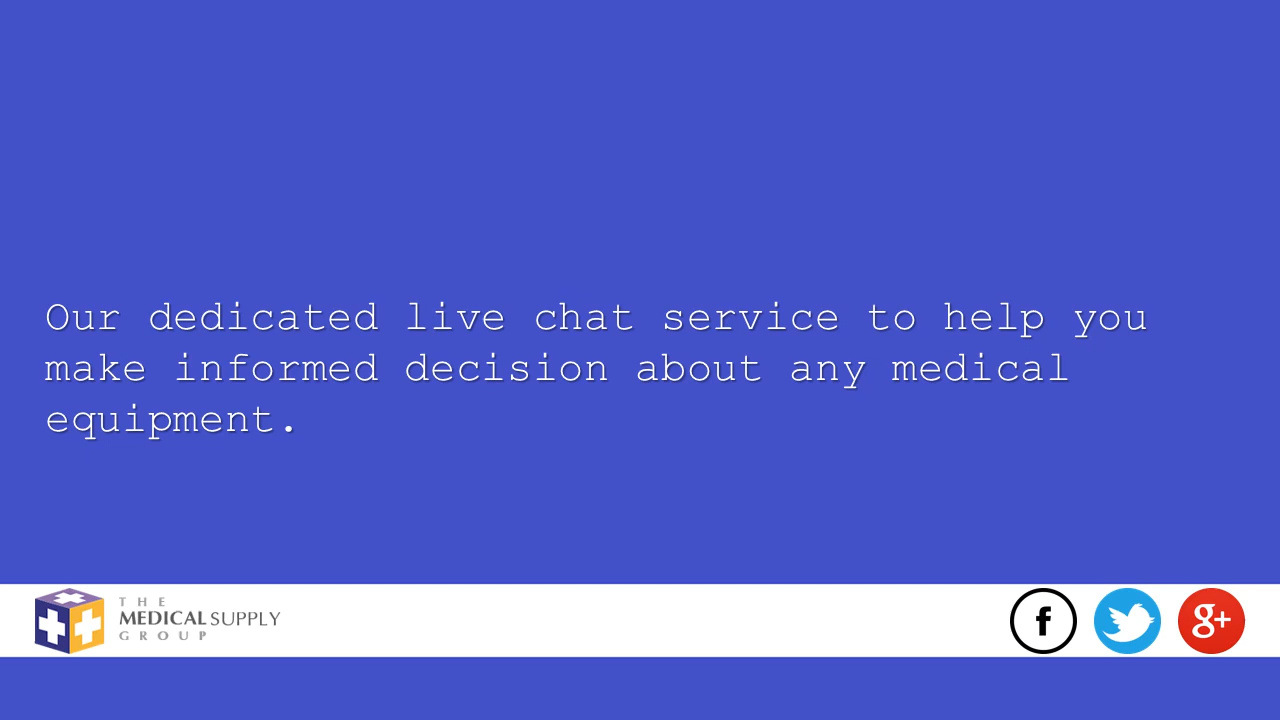 Our dedicated live chat service to help you
make informed decision about any medical
equipment.
THE
MEDICAL SUPPLY
GROUP
f
g+